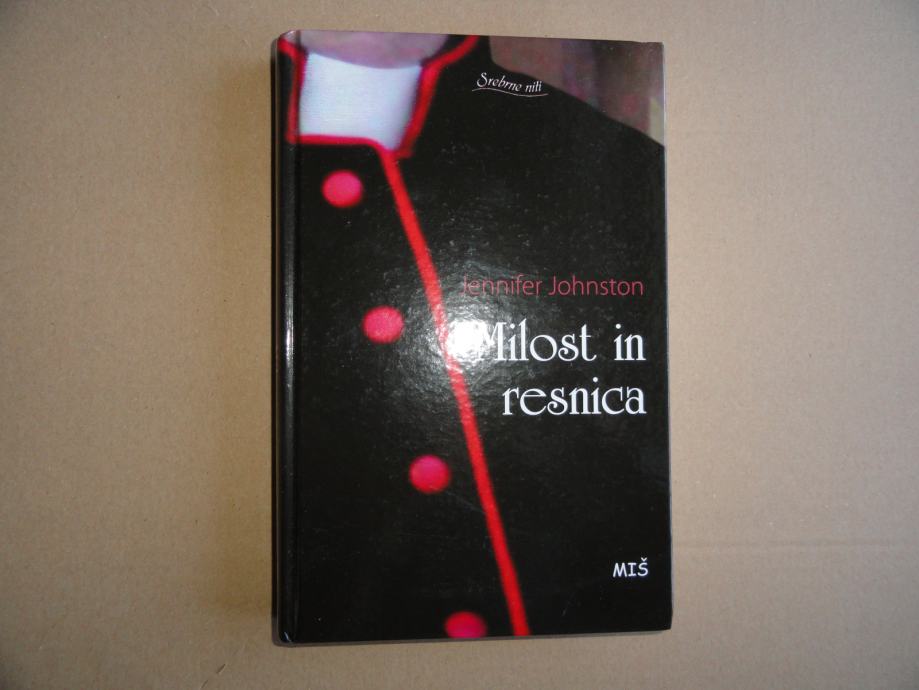 Srebrne niti
Jennifer Johnston
Milost in
resnica
MIŠ